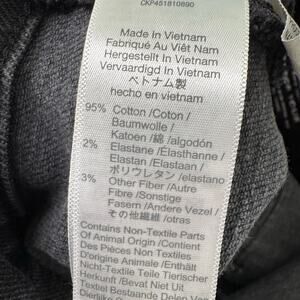 CKP451810890
Made in Vietnam
Fabriqué Au Viêt Nam
Hergestellt In Vietnam
Vervaardigd In Vietnam
ベトナム製
hecho en vietnam
95% Cotton /Coton /
Baumwolle /
Katoen /綿 /algodón
2% Elastane /Élasthanne /
Elastan /Elastaan /
ポリウレタン /elastano
3% Other Fiber /Autre
Fibre /Sonstige
Fasern /Andere Vezel /
その他繊維 /otras
Contains Non-Textile Parts
Of Animal Origin /Contient
Des Pièces Non Textiles
D'origine Animale /Enthält
Nicht-Textile Teile Tierischer
Herkunft /Bevat Niet
Textiel Bestaande Delen Van